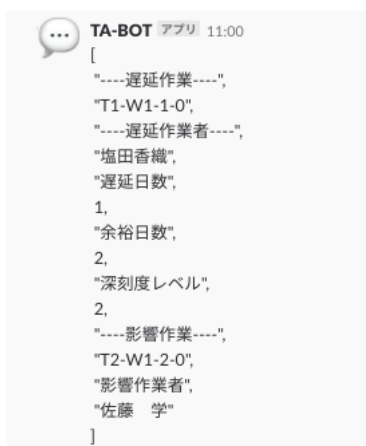 TA-BOT アプリ 11:00
[
"----遅延作業----",
"T1-W1-1-0",
"----遅延作業者----",
"塩田香織",
"遅延日数",
1,
"余裕日数",
2,
"深刻度レベル",
2,
"----影響作業----",
"T2-W1-2-0",
"影響作業者",
"佐藤　学"
]